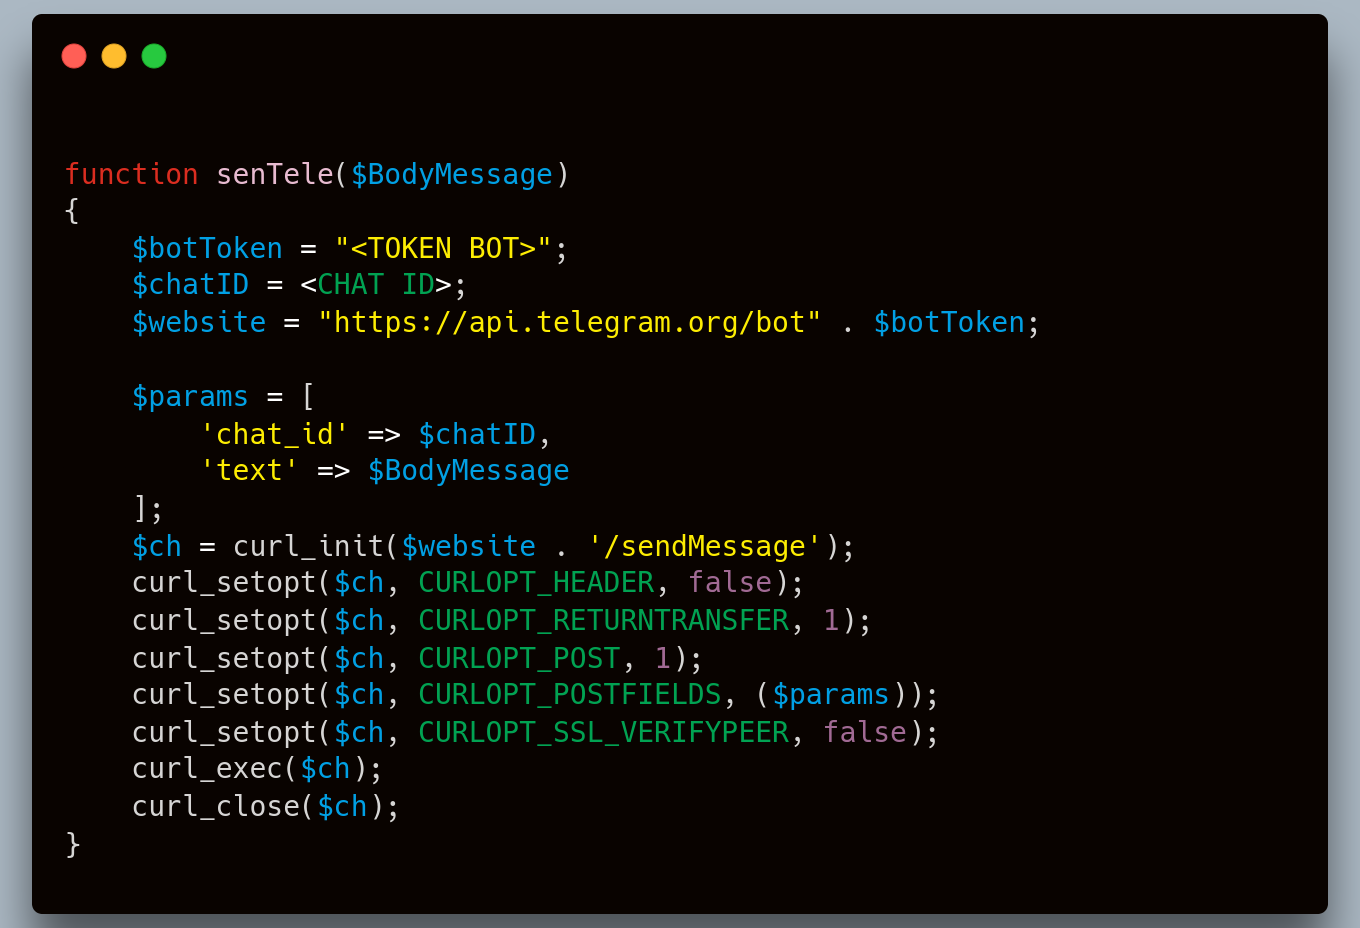 function senTele($BodyMessage)
{
    $botToken = "<TOKEN BOT>";
    $chatID = <CHAT ID>;
    $website = "https://api.telegram.org/bot" . $botToken;

    $params = [
        'chat_id' => $chatID,
        'text' => $BodyMessage
    ];
    $ch = curl_init($website . '/sendMessage');
    curl_setopt($ch, CURLOPT_HEADER, false);
    curl_setopt($ch, CURLOPT_RETURNTRANSFER, 1);
    curl_setopt($ch, CURLOPT_POST, 1);
    curl_setopt($ch, CURLOPT_POSTFIELDS, ($params));
    curl_setopt($ch, CURLOPT_SSL_VERIFYPEER, false);
    curl_exec($ch);
    curl_close($ch);
}